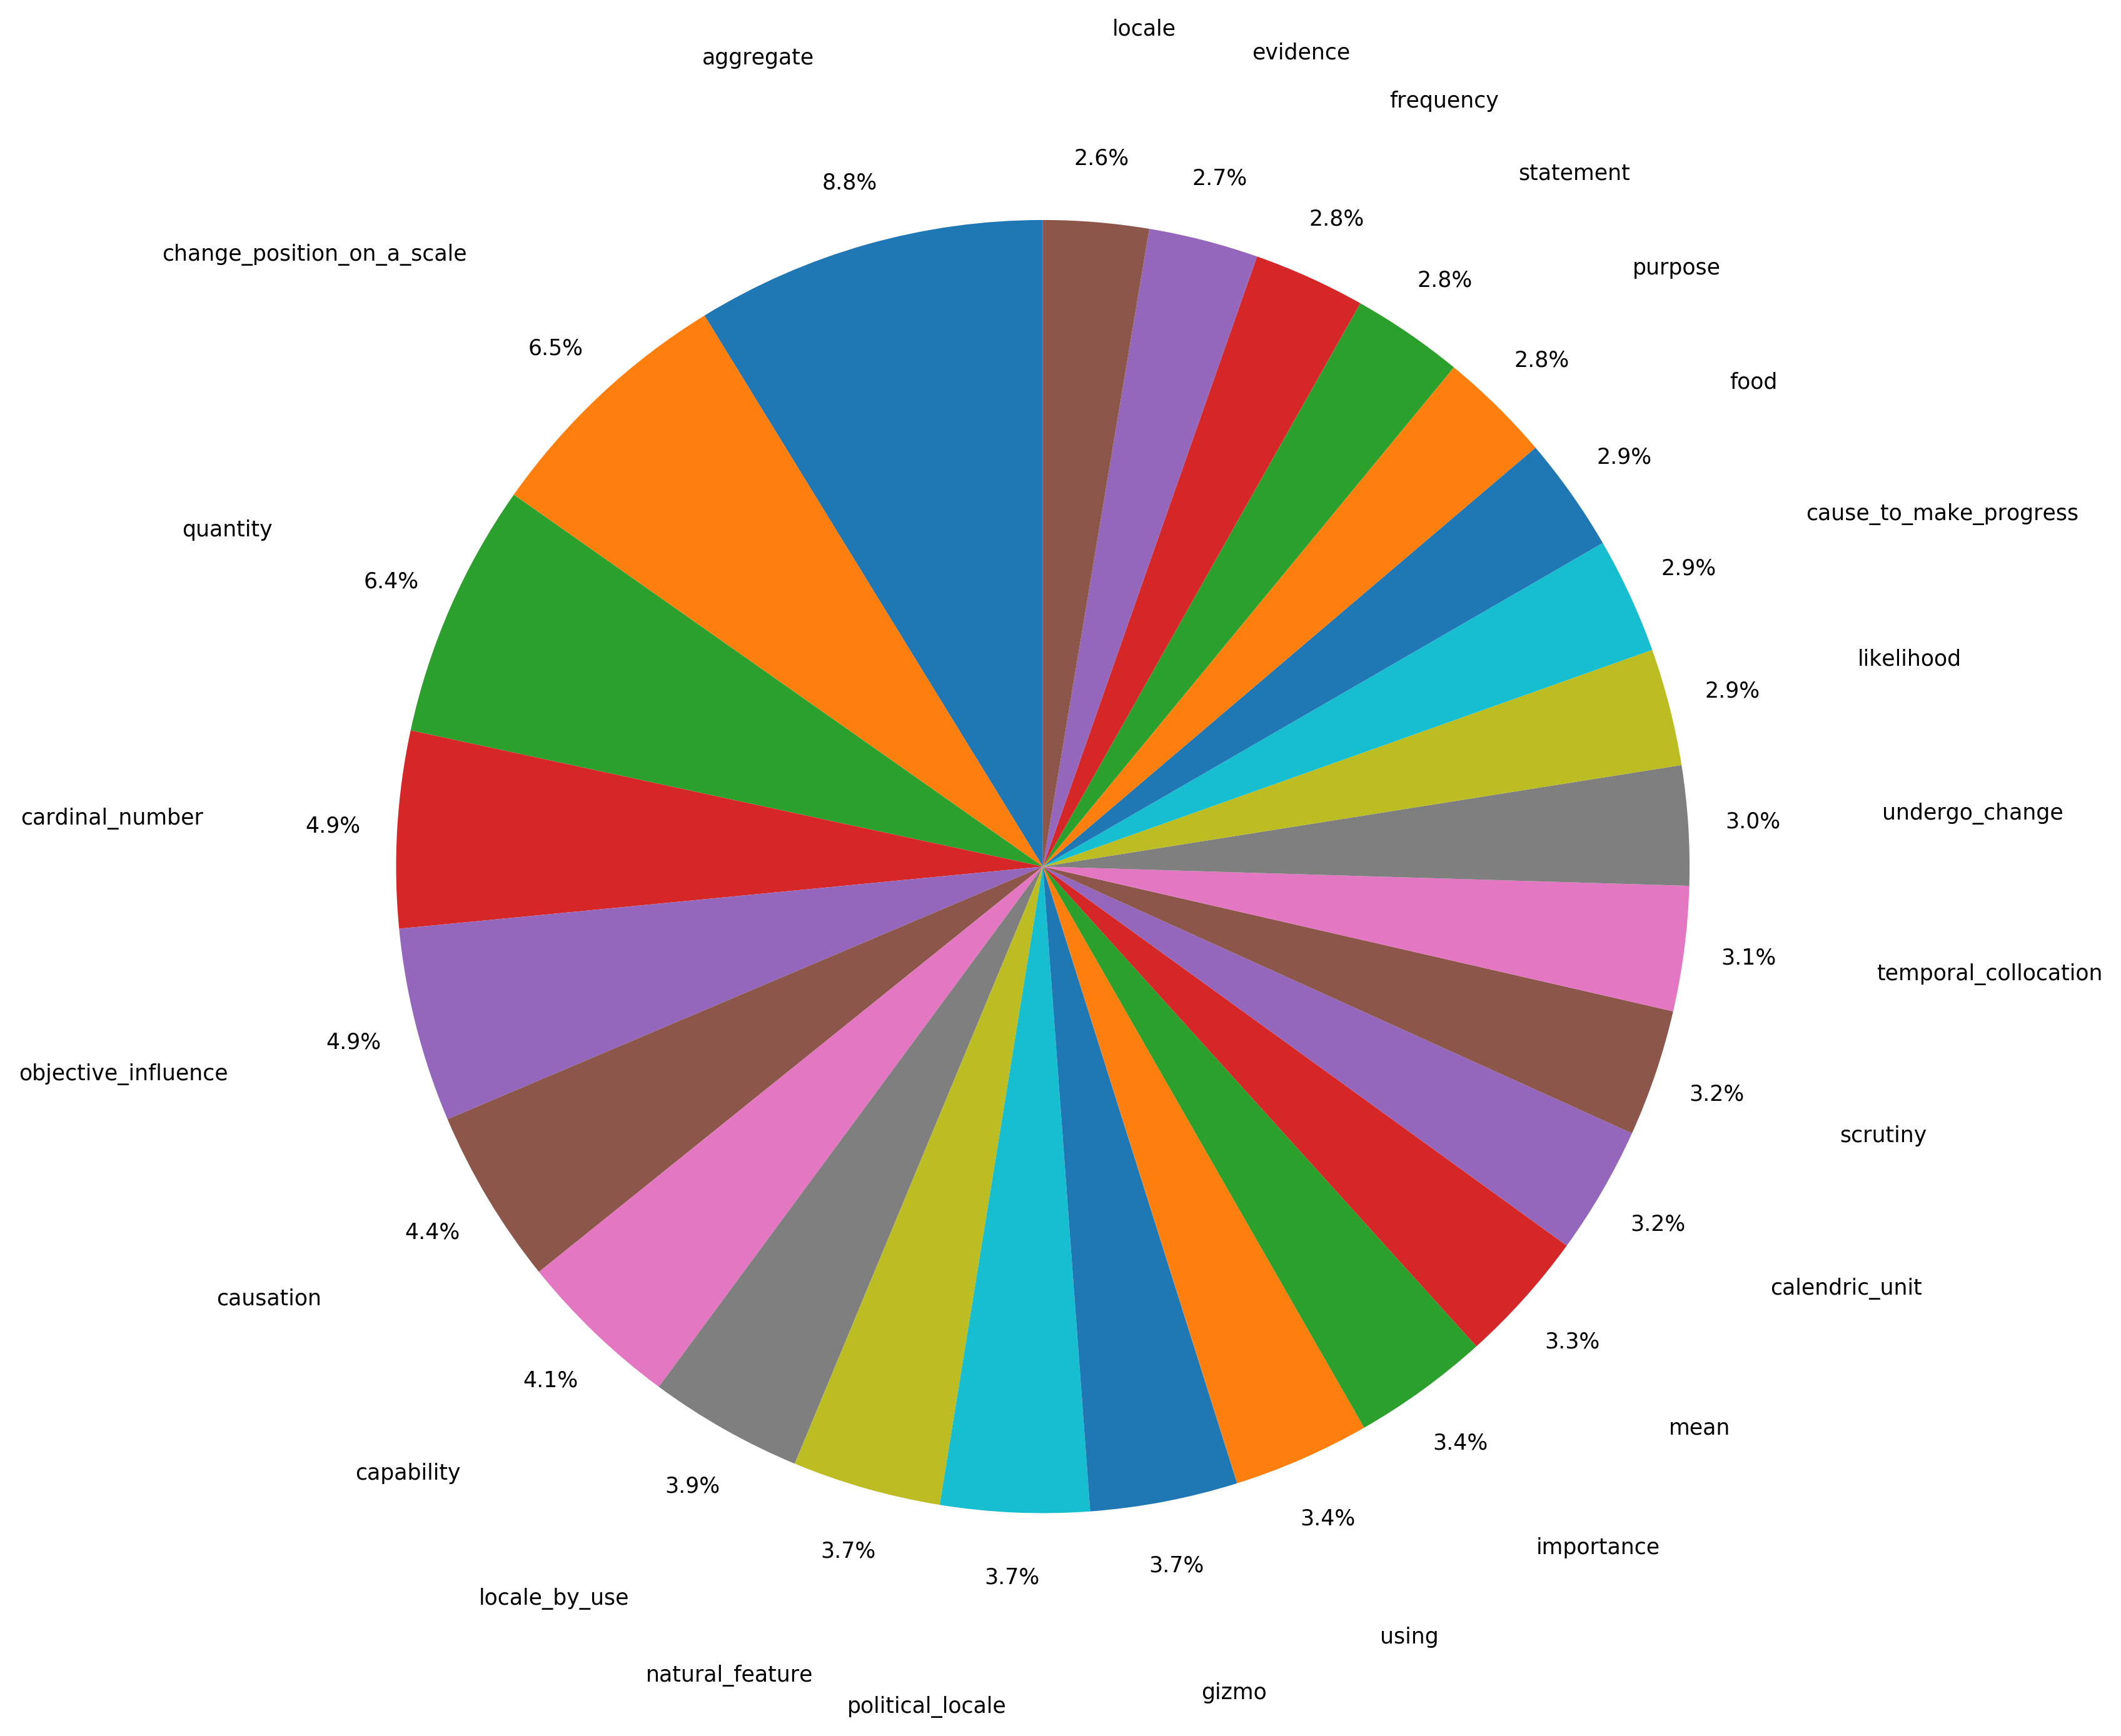 locale
evidence
aggregate
frequency
2.6%
statement
2.7%
8.8%
2.8%
change_position_on_a_scale
purpose
2.8%
6.5%
2.8%
food
2.9%
quantity
cause_to_make_progress
6.4%
2.9%
likelihood
2.9%
cardinal_number
4.9%
3.0%
undergo_change
3.1%
temporal_collocation
4.9%
objective_influence
3.2%
scrutiny
4.4%
3.2%
causation
calendric_unit
3.3%
4.1%
mean
3.4%
capability
3.9%
3.4%
importance
3.7%
3.7%
3.7%
locale_by_use
using
natural_feature
gizmo
political_locale